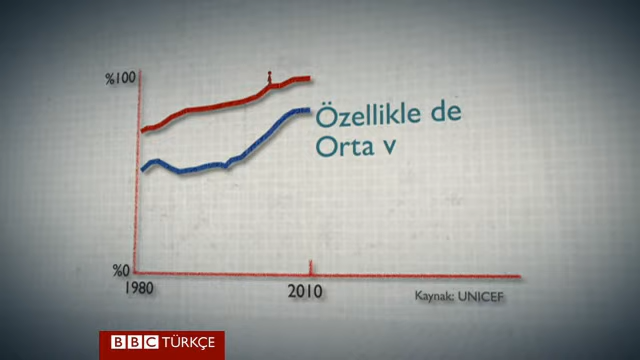 %100
Özellikle de
Orta v
%0
1980
2010
Kaynak: UNICEF
BBC TÜRKÇE